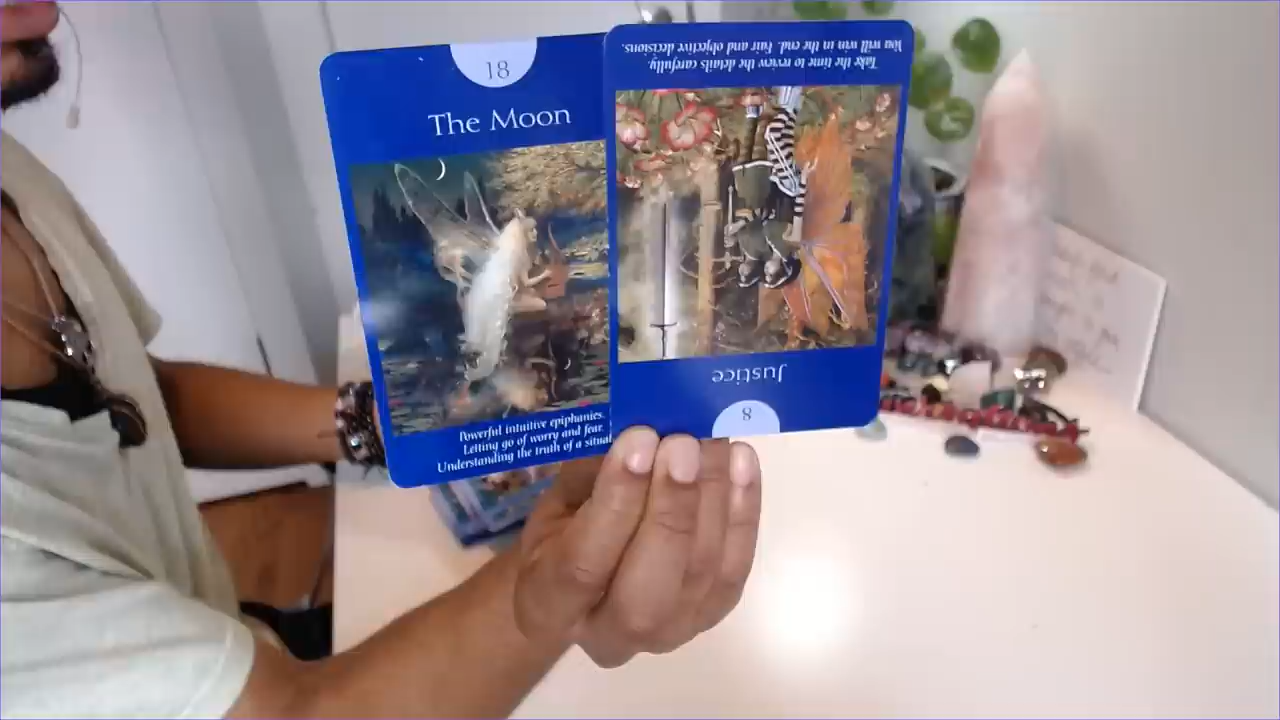 18
The Moon
Powerful intuitive epiphanies.
Letting go of worry and fear.
Understanding the truth of a situat
8
Justice
Take the time to review the details carefully.
You will win in the end. Fair and objective decisions.